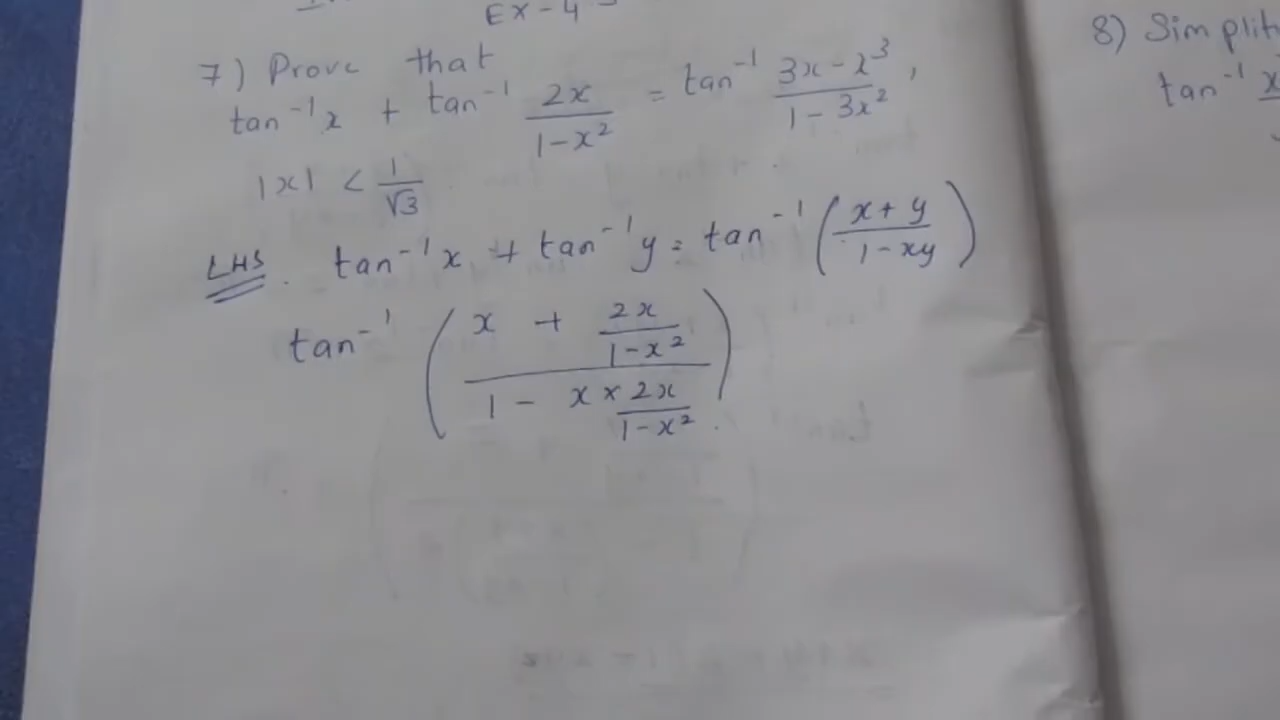 EX-4
7) Prove that
tan⁻¹x + tan⁻¹ 2x/1-x² = tan⁻¹ 3x-x³/1-3x²,
|x| < 1/√3
LHS. tan⁻¹x + tan⁻¹y = tan⁻¹(x+y/1-xy)
tan⁻¹(x + 2x/1-x² / 1 - x × 2x/1-x²)
8)
tan⁻¹ x